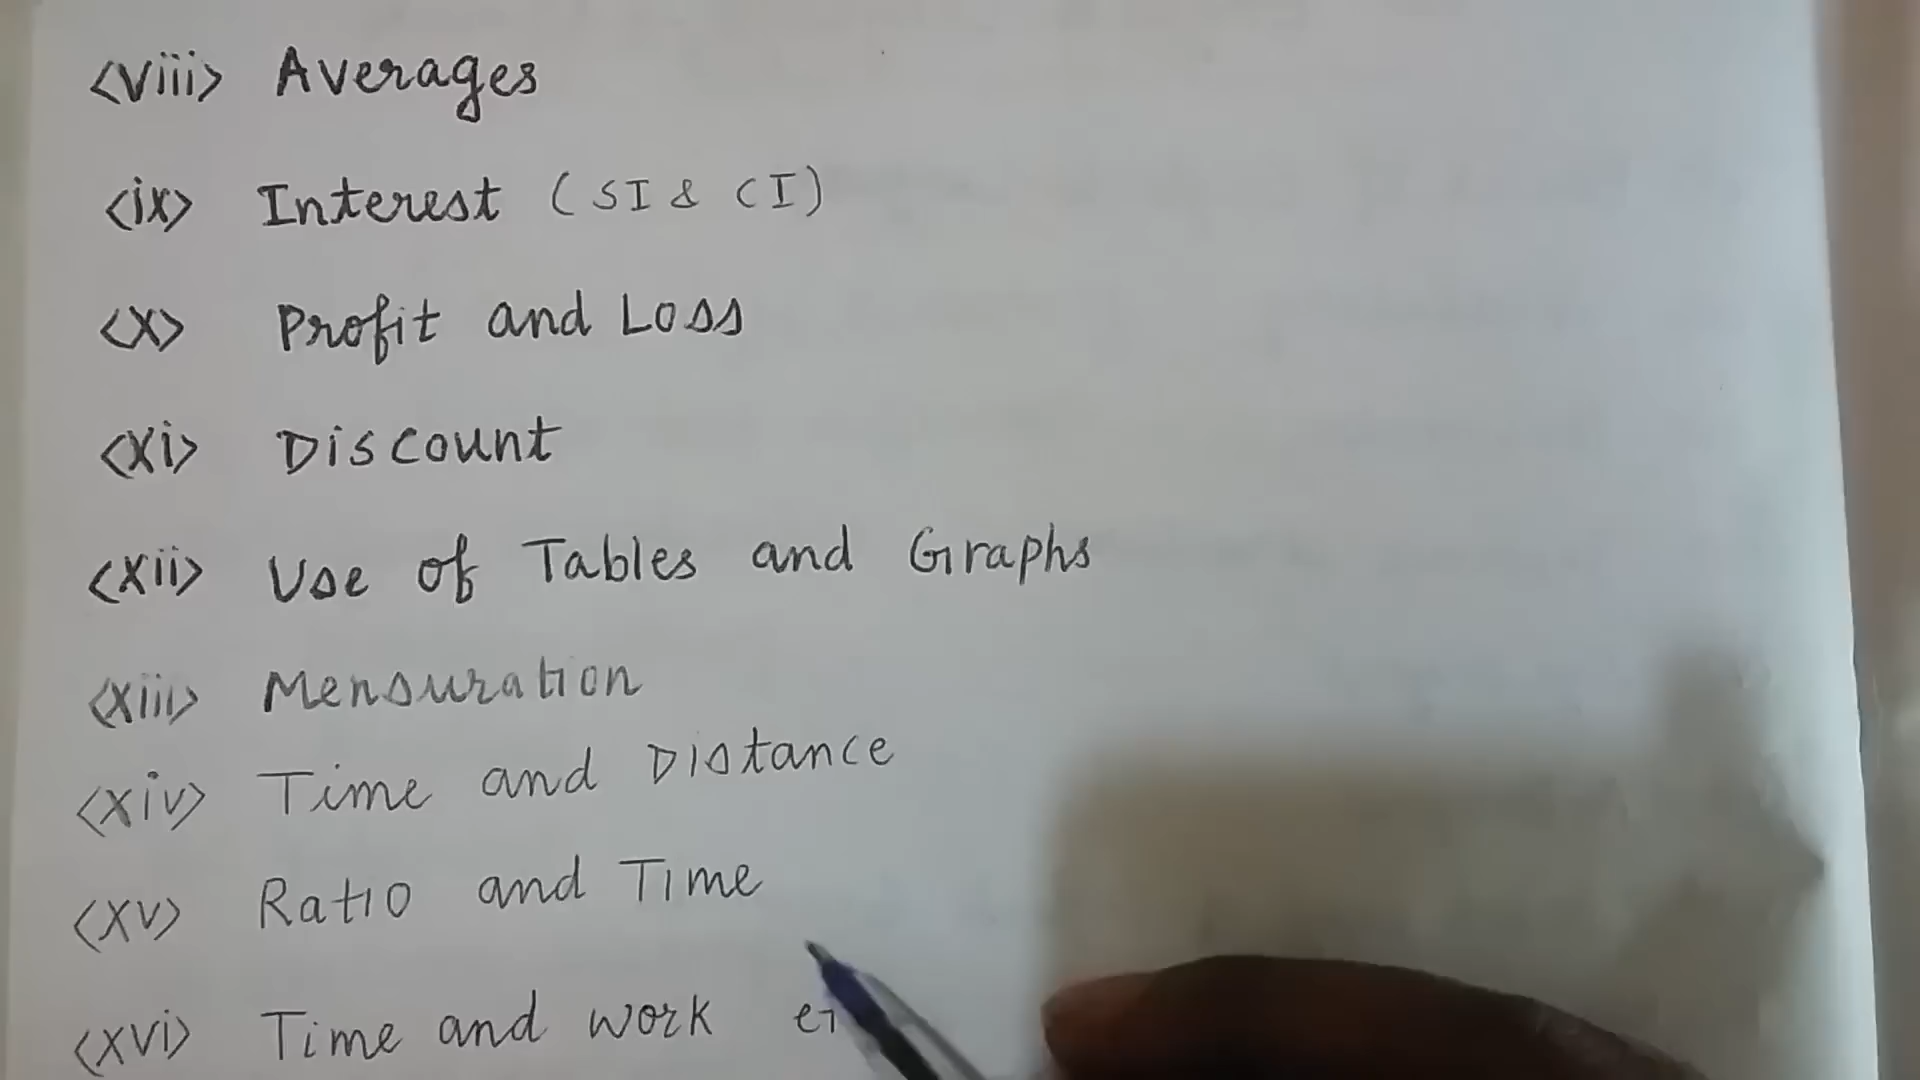 <viii> Averages
<ix> Interest (SI & CI)
<x> Profit and Loss
<xi> Discount
<xii> Use of Tables and Graphs
<xiii> Mensuration
<xiv> Time and Distance
<xv> Ratio and Time
<xvi> Time and work